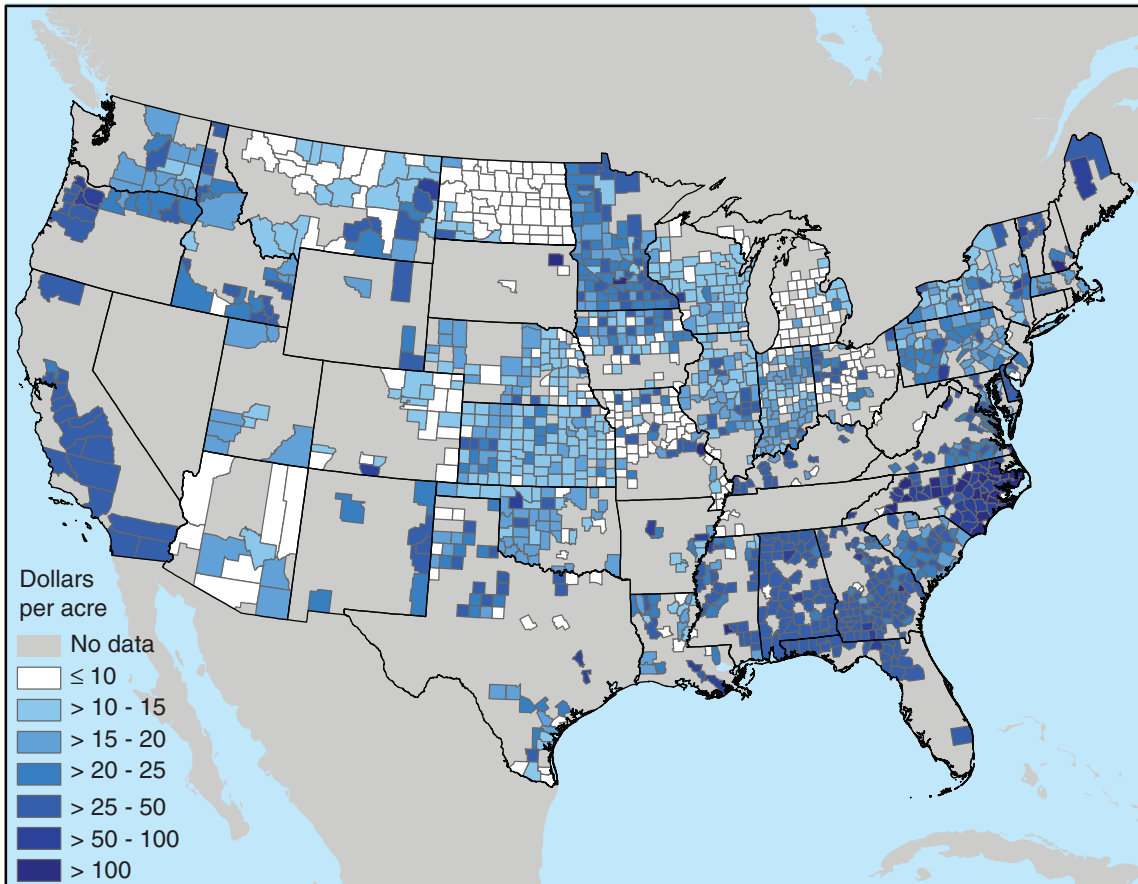 Dollars
per acre
No data
≤ 10
> 10 - 15
> 15 - 20
> 20 - 25
> 25 - 50
> 50 - 100
> 100